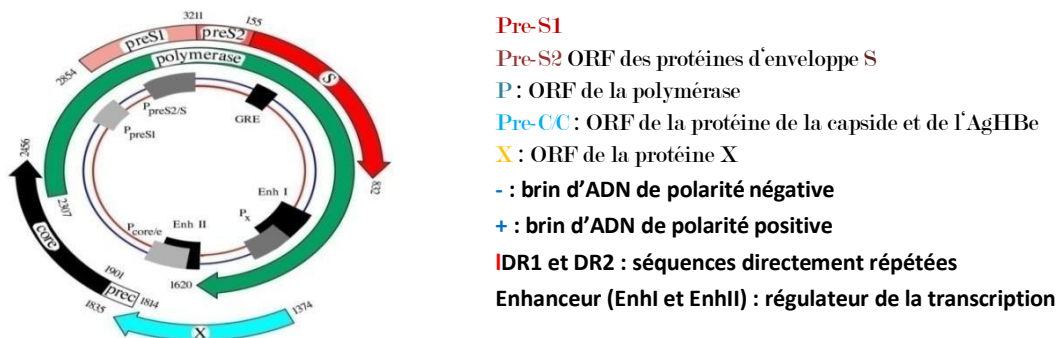 3211
155
preS1
preS2
2854
polymerase
S
PpreS2/S
GRE
PpreS1
2456
832
2307
Enh I
Pcore/e
Enh II
Px
core
1901
prec
1814
1835
1620
1374
X
Pre-S1
Pre-S2 ORF des protéines d'enveloppe S
P : ORF de la polymérase
Pre-C/C : ORF de la protéine de la capside et de l'AgHBe
X : ORF de la protéine X
- : brin d'ADN de polarité négative
+ : brin d'ADN de polarité positive
IDR1 et DR2 : séquences directement répétées
Enhanceur (EnhI et EnhII) : régulateur de la transcription